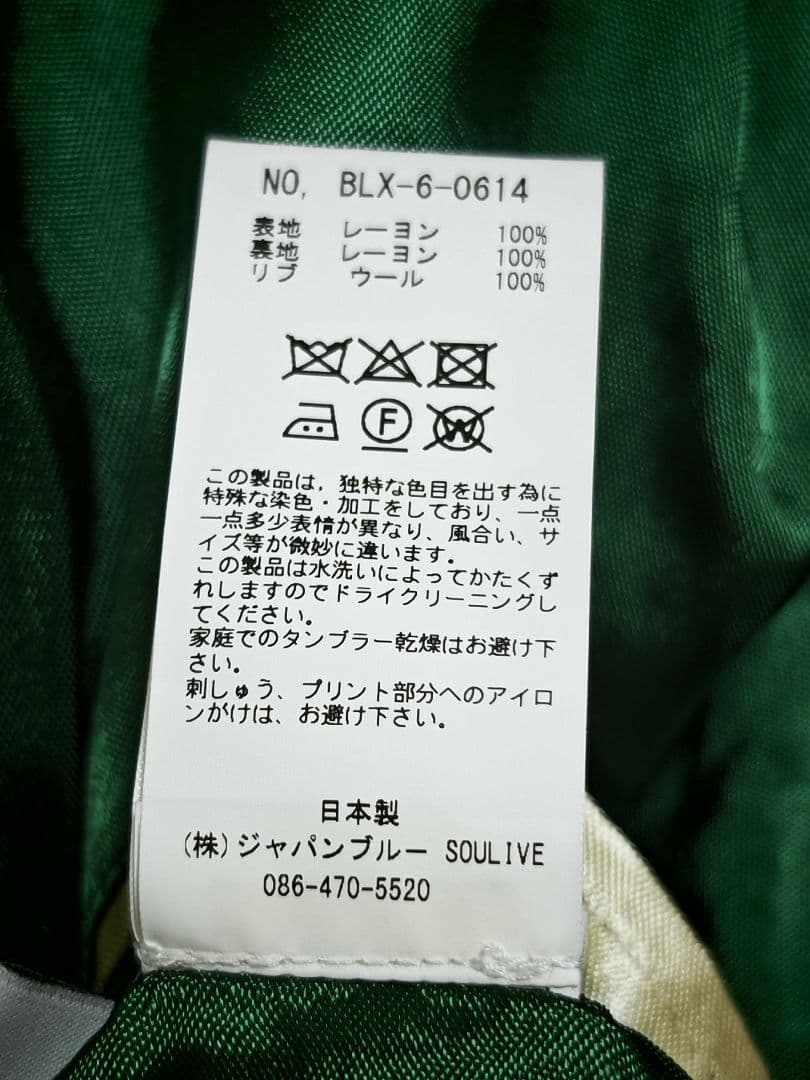 NO, BLX-6-0614
表地 レーヨン 100%
裏地 レーヨン 100%
リブ ウール 100%
F
W
この製品は,独特な色目を出す為に
特殊な染色・加工をしており、一点
一点多少表情が異なり、風合い、サ
イズ等が微妙に違います.
この製品は水洗いによってかたくず
れしますのでドライクリーニングし
てください。
家庭でのタンブラー乾燥はお避け下
さい。
刺しゅう、プリント部分へのアイロ
ンがけは、お避け下さい。
日本製
(株)ジャパンブルー SOULIVE
086-470-5520